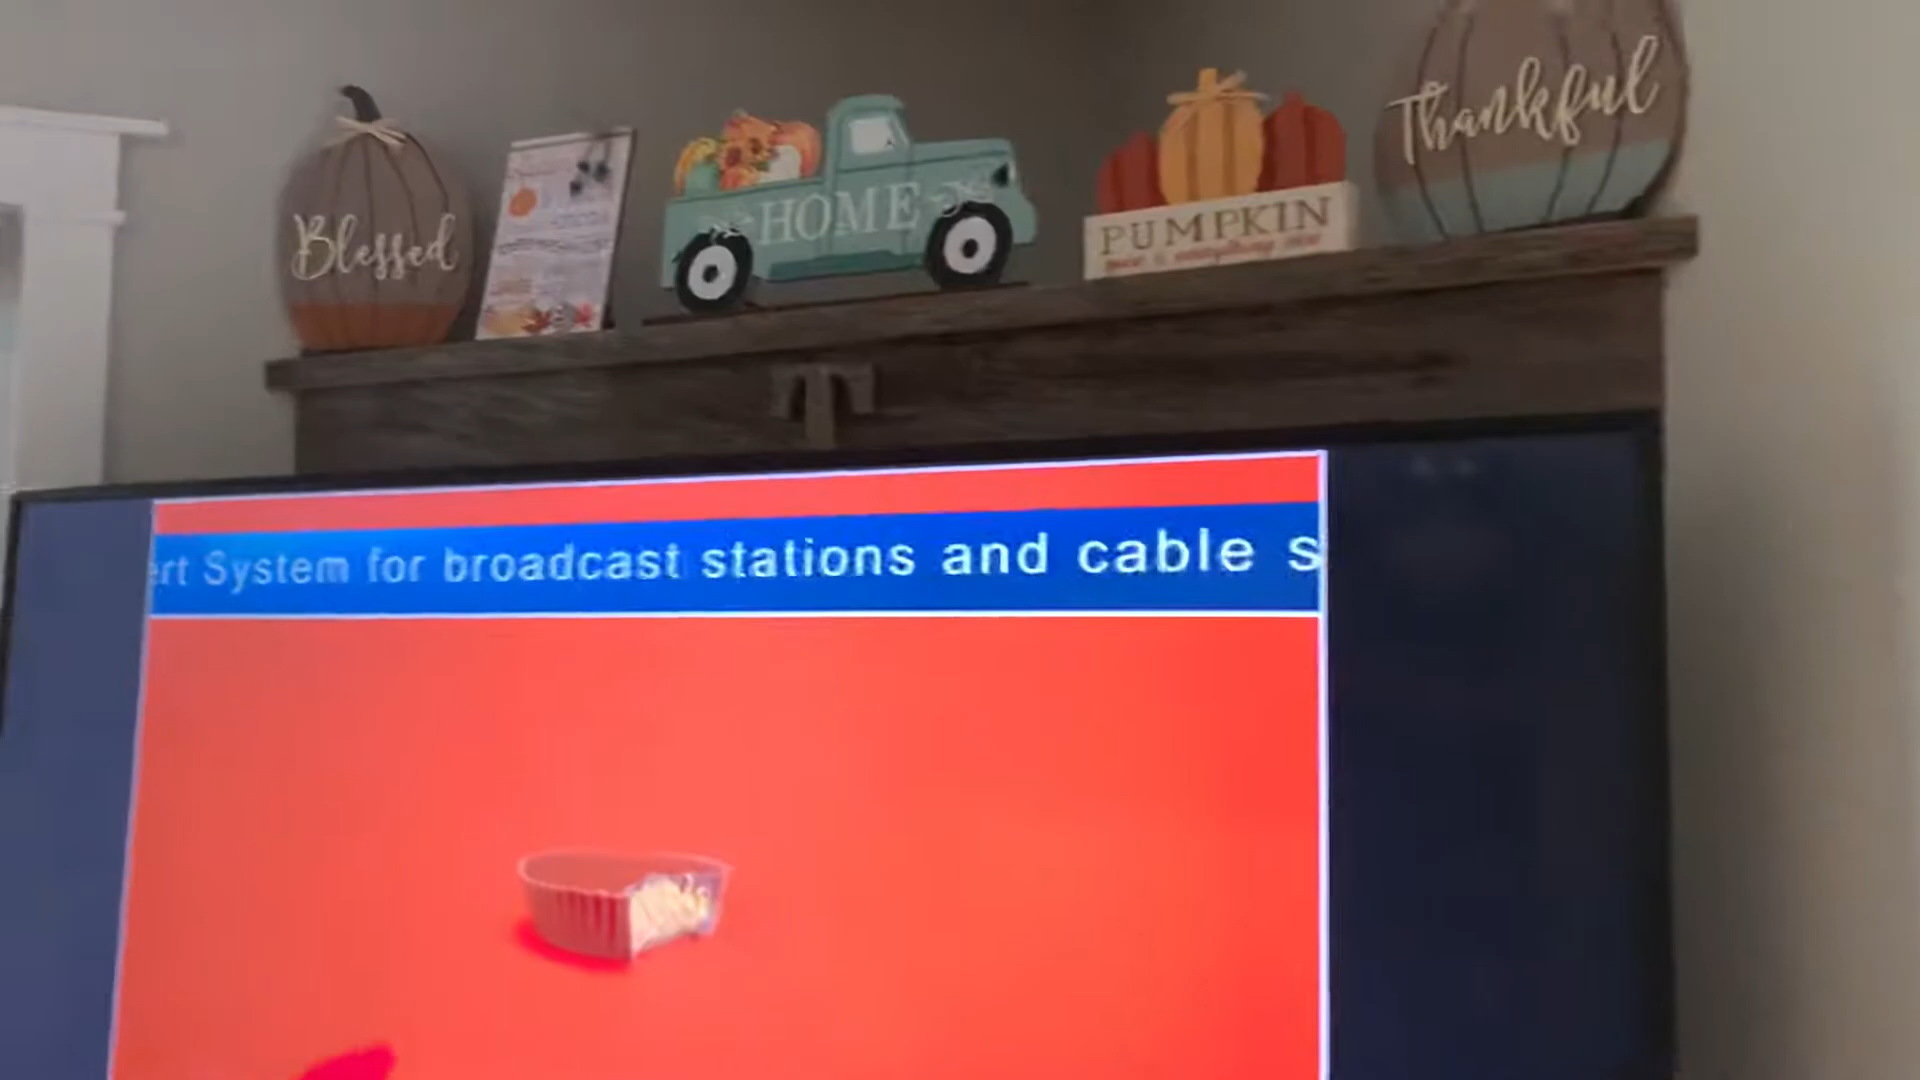 Blessed
HOME
PUMPKIN
Thankful
T
ert System for broadcast stations and cable s